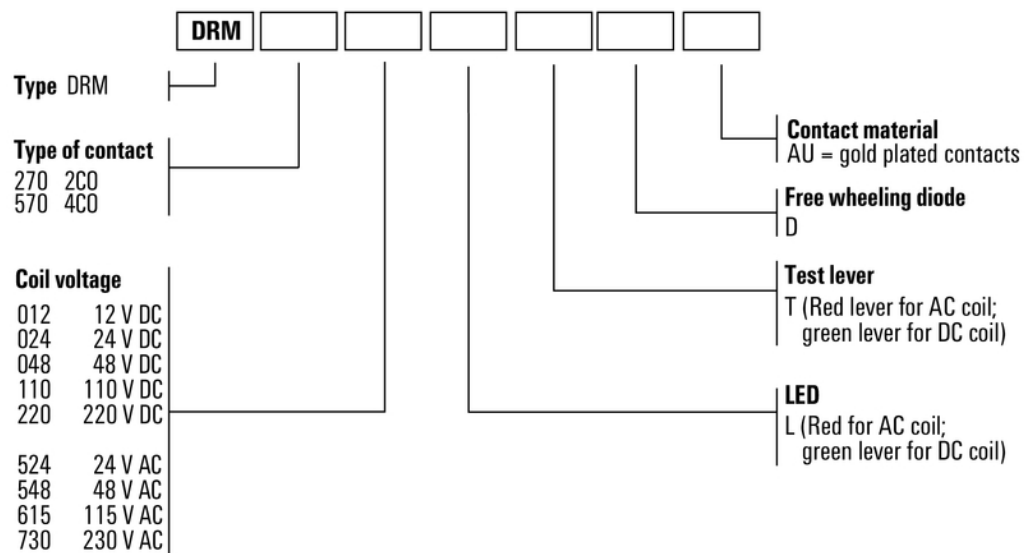 DRM
Type DRM
Type of contact
270 2CO
570 4CO
Coil voltage
012 12 V DC
024 24 V DC
048 48 V DC
110 110 V DC
220 220 V DC
524 24 V AC
548 48 V AC
615 115 V AC
730 230 V AC
Contact material
AU = gold plated contacts
Free wheeling diode
D
Test lever
T (Red lever for AC coil;
green lever for DC coil)
LED
L (Red for AC coil;
green lever for DC coil)